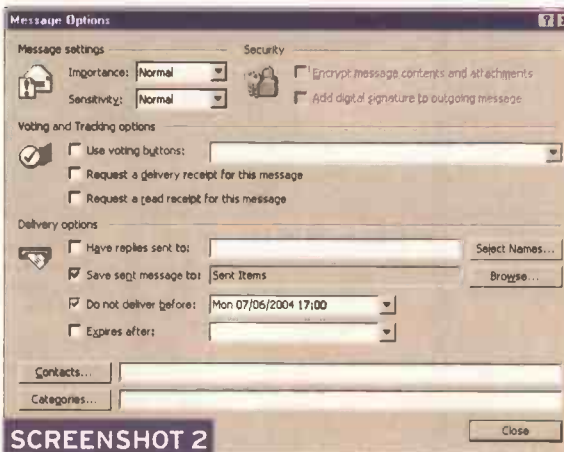 Message Options
Message settings
Security
Importance: Normal
Sensitivity: Normal
Encrypt message contents and attachments
Add digital signature to outgoing message
Voting and Tracking options
Use voting buttons:
Request a delivery receipt for this message
Request a read receipt for this message
Delivery options
Have replies sent to:
Select Names...
Save sent message to: Sent Items
Browse...
Do not deliver before: Mon 07/06/2004 17:00
Expires after:
Contacts...
Categories...
Close
SCREENSHOT 2